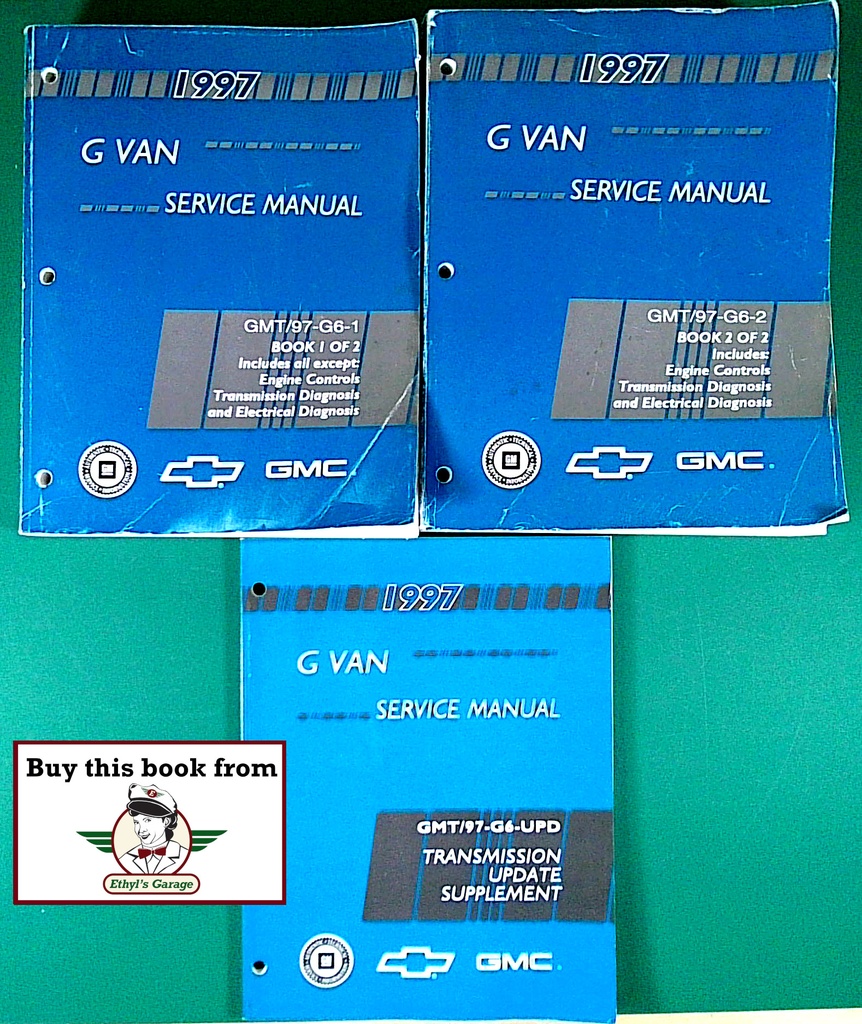 1997
G VAN
SERVICE MANUAL
GMT/97-G6-1
BOOK 1 OF 2
Includes all except:
Engine Controls
Transmission Diagnosis
and Electrical Diagnosis
GM
GMC
1997
G VAN
SERVICE MANUAL
GMT/97-G6-2
BOOK 2 OF 2
Includes:
Engine Controls
Transmission Diagnosis
and Electrical Diagnosis
GM
GMC®
1997
G VAN
SERVICE MANUAL
GMT/97-G6-UPD
TRANSMISSION
UPDATE
SUPPLEMENT
GM
GMC®
Buy this book from
E
Ethyl's Garage